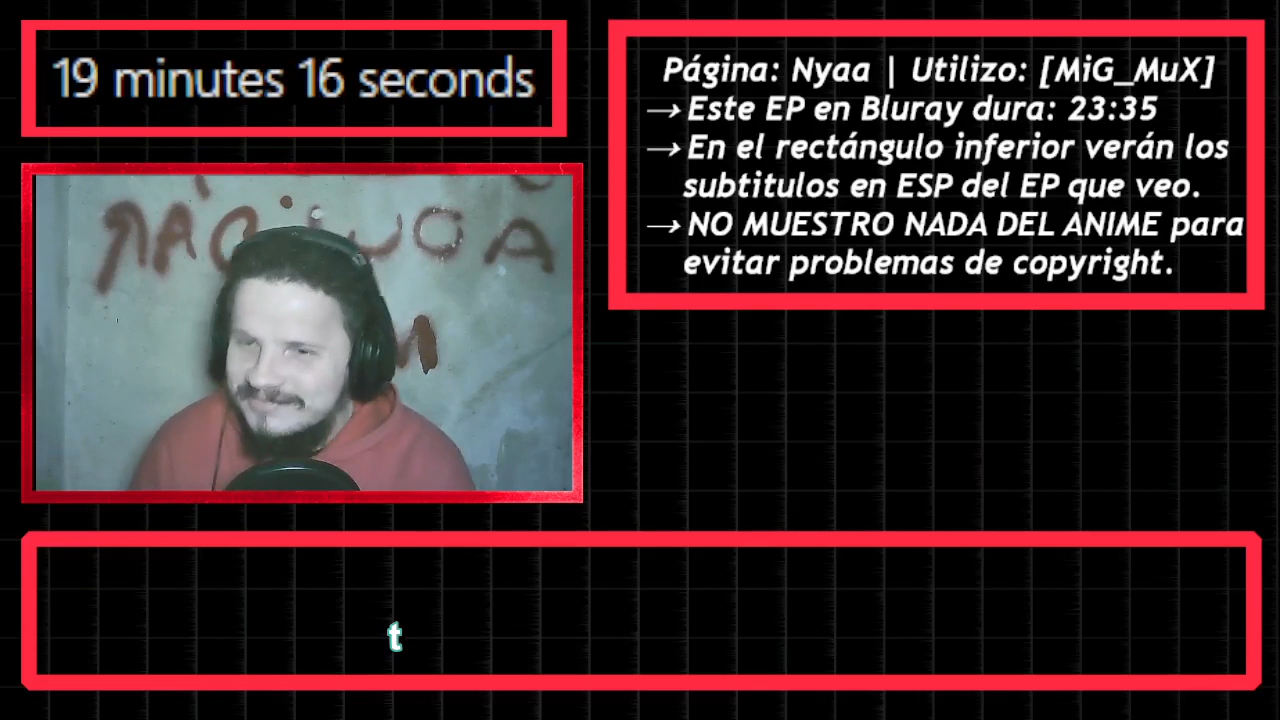 19 minutes 16 seconds
Página: Nyaa | Utilizo: [MiG_MuX]
→ Este EP en Bluray dura: 23:35
→ En el rectángulo inferior verán los
subtitulos en ESP del EP que veo.
→ NO MUESTRO NADA DEL ANIME para
evitar problemas de copyright.
t